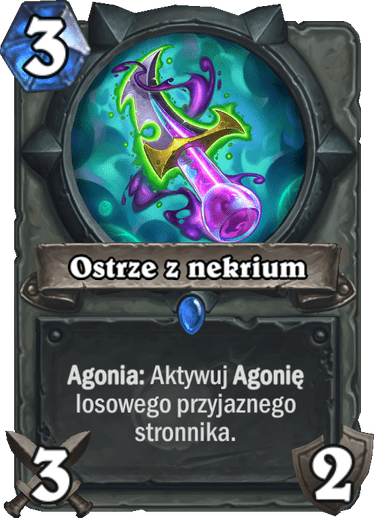 3
Ostrze z nekrium
Agonia: Aktywuj Agonię
losowego przyjaznego
stronnika.
3
2